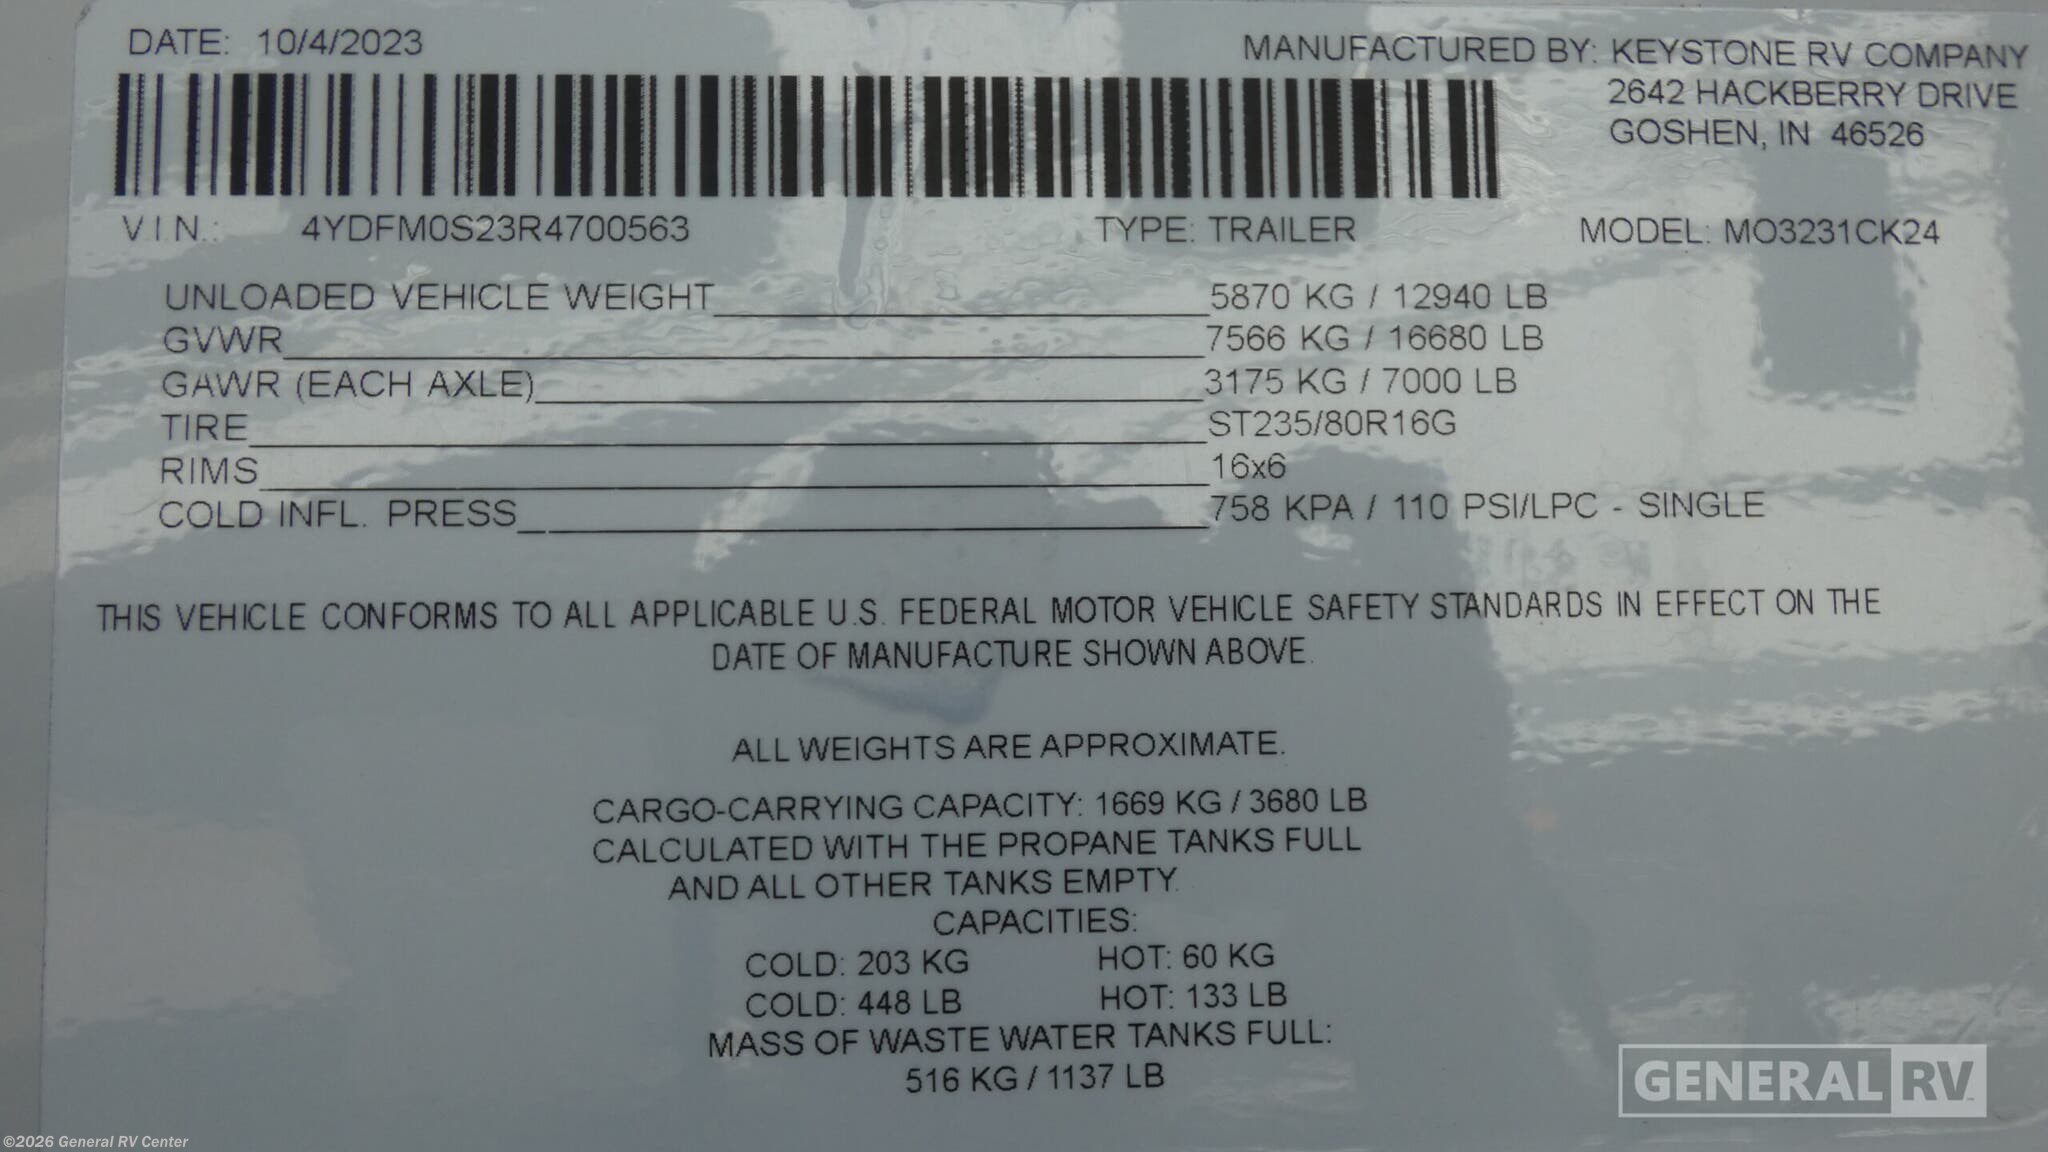 DATE: 10/4/2023
MANUFACTURED BY: KEYSTONE RV COMPANY
2642 HACKBERRY DRIVE
GOSHEN, IN 46526
V.I.N.: 4YDFM0S23R4700563 TYPE: TRAILER MODEL: MO3231CK24
UNLOADED VEHICLE WEIGHT 5870 KG / 12940 LB
GVWR 7566 KG / 16680 LB
GAWR (EACH AXLE) 3175 KG / 7000 LB
TIRE ST235/80R16G
RIMS 16x6
COLD INFL. PRESS 758 KPA / 110 PSI/LPC - SINGLE
THIS VEHICLE CONFORMS TO ALL APPLICABLE U.S. FEDERAL MOTOR VEHICLE SAFETY STANDARDS IN EFFECT ON THE
DATE OF MANUFACTURE SHOWN ABOVE.
ALL WEIGHTS ARE APPROXIMATE.
CARGO-CARRYING CAPACITY: 1669 KG / 3680 LB
CALCULATED WITH THE PROPANE TANKS FULL
AND ALL OTHER TANKS EMPTY.
CAPACITIES:
COLD: 203 KG HOT: 60 KG
COLD: 448 LB HOT: 133 LB
MASS OF WASTE WATER TANKS FULL:
516 KG / 1137 LB
GENERAL RV
©2026 General RV Center